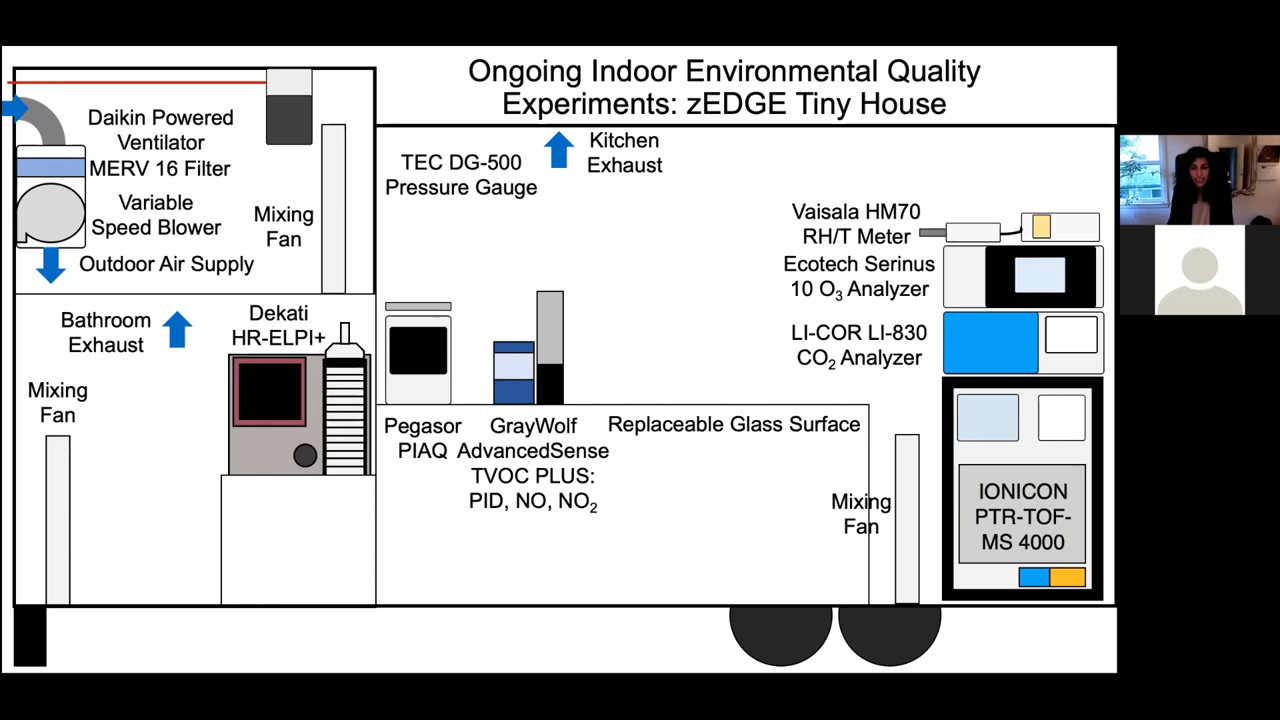 Ongoing Indoor Environmental Quality
Experiments: zEDGE Tiny House
Daikin Powered
Ventilator
MERV 16 Filter
Variable
Speed Blower
Outdoor Air Supply
Mixing
Fan
Kitchen
Exhaust
TEC DG-500
Pressure Gauge
Vaisala HM70
RH/T Meter
Ecotech Serinus
10 O₃ Analyzer
LI-COR LI-830
CO₂ Analyzer
Bathroom
Exhaust
Dekati
HR-ELPI+
Mixing
Fan
Pegasor
PIAQ
GrayWolf
AdvancedSense
TVOC PLUS:
PID, NO, NO₂
Replaceable Glass Surface
Mixing
Fan
IONICON
PTR-TOF-
MS 4000